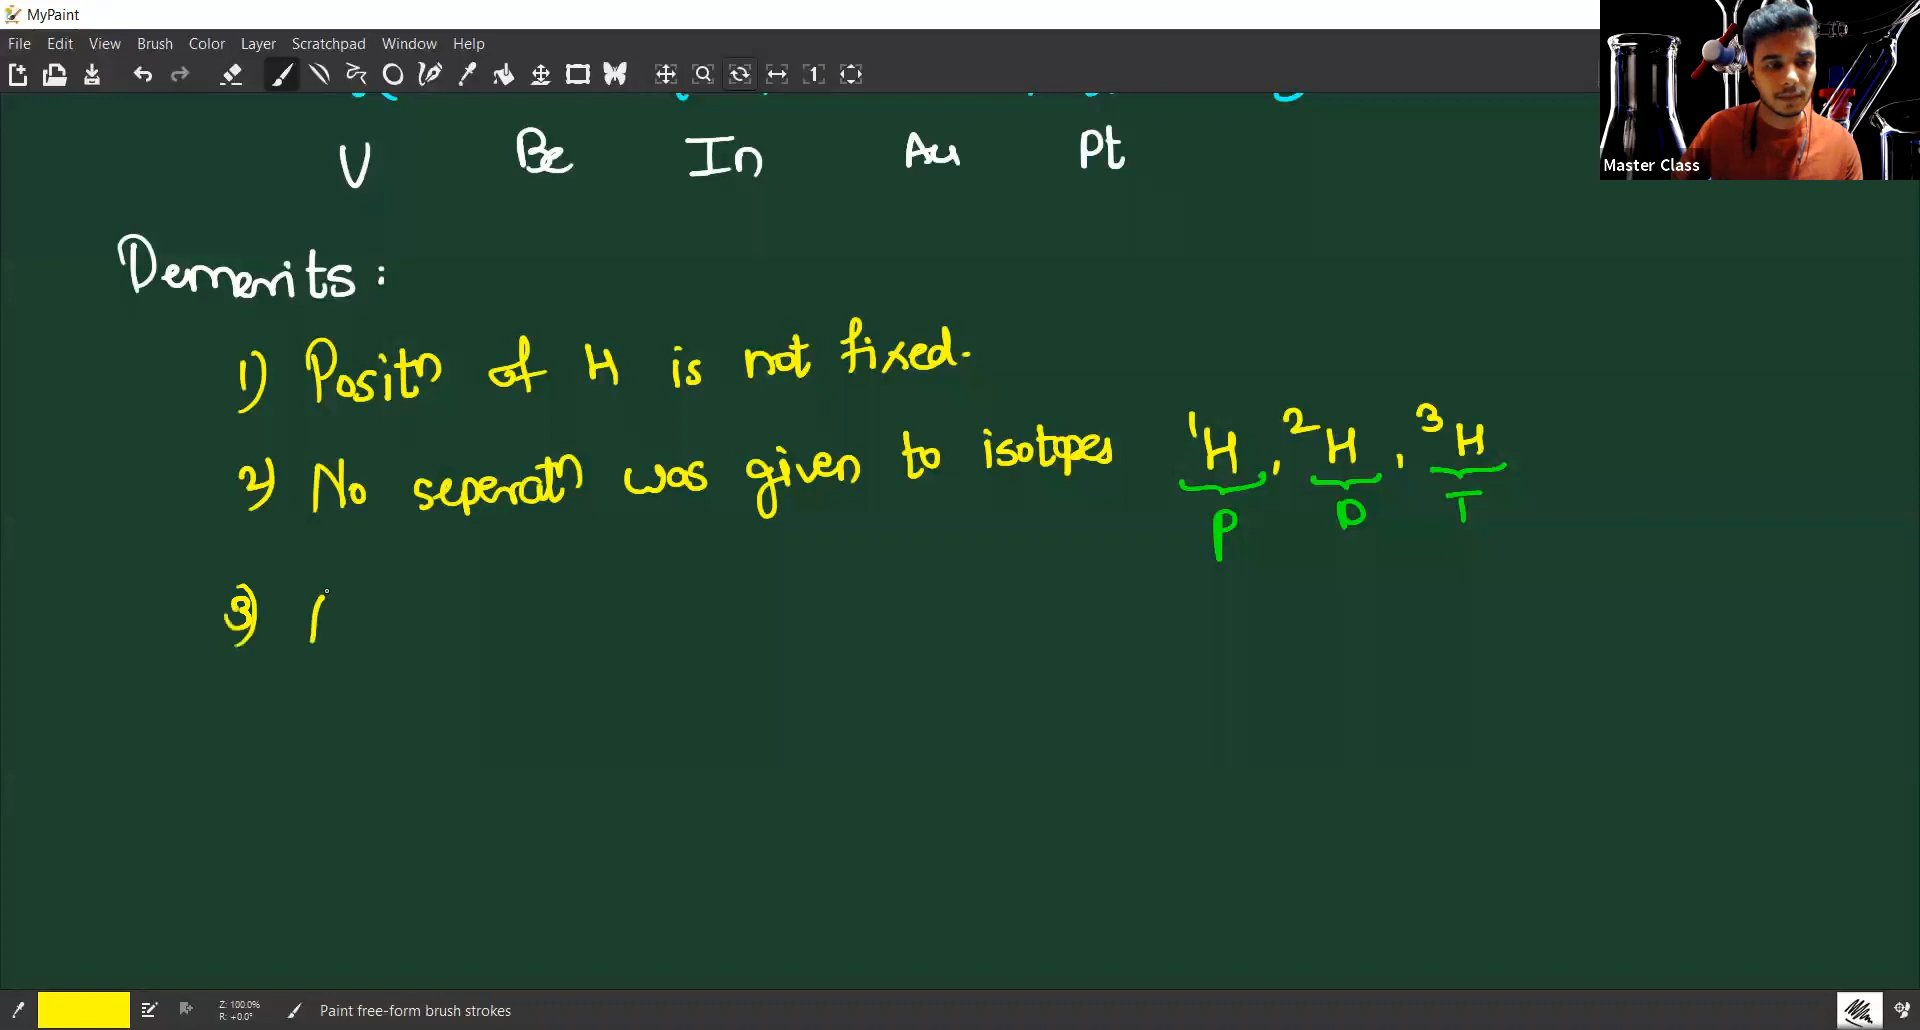 MyPaint
File Edit View Brush Color Layer Scratchpad Window Help
Master Class
V Be In Au Pt
Demerits :
1) Positn of H is not fixed.
2) No seperatn was given to isotopes ¹H, ²H, ³H
P D T
3)
Z: 100.0%
R: +0.0°
Paint free-form brush strokes